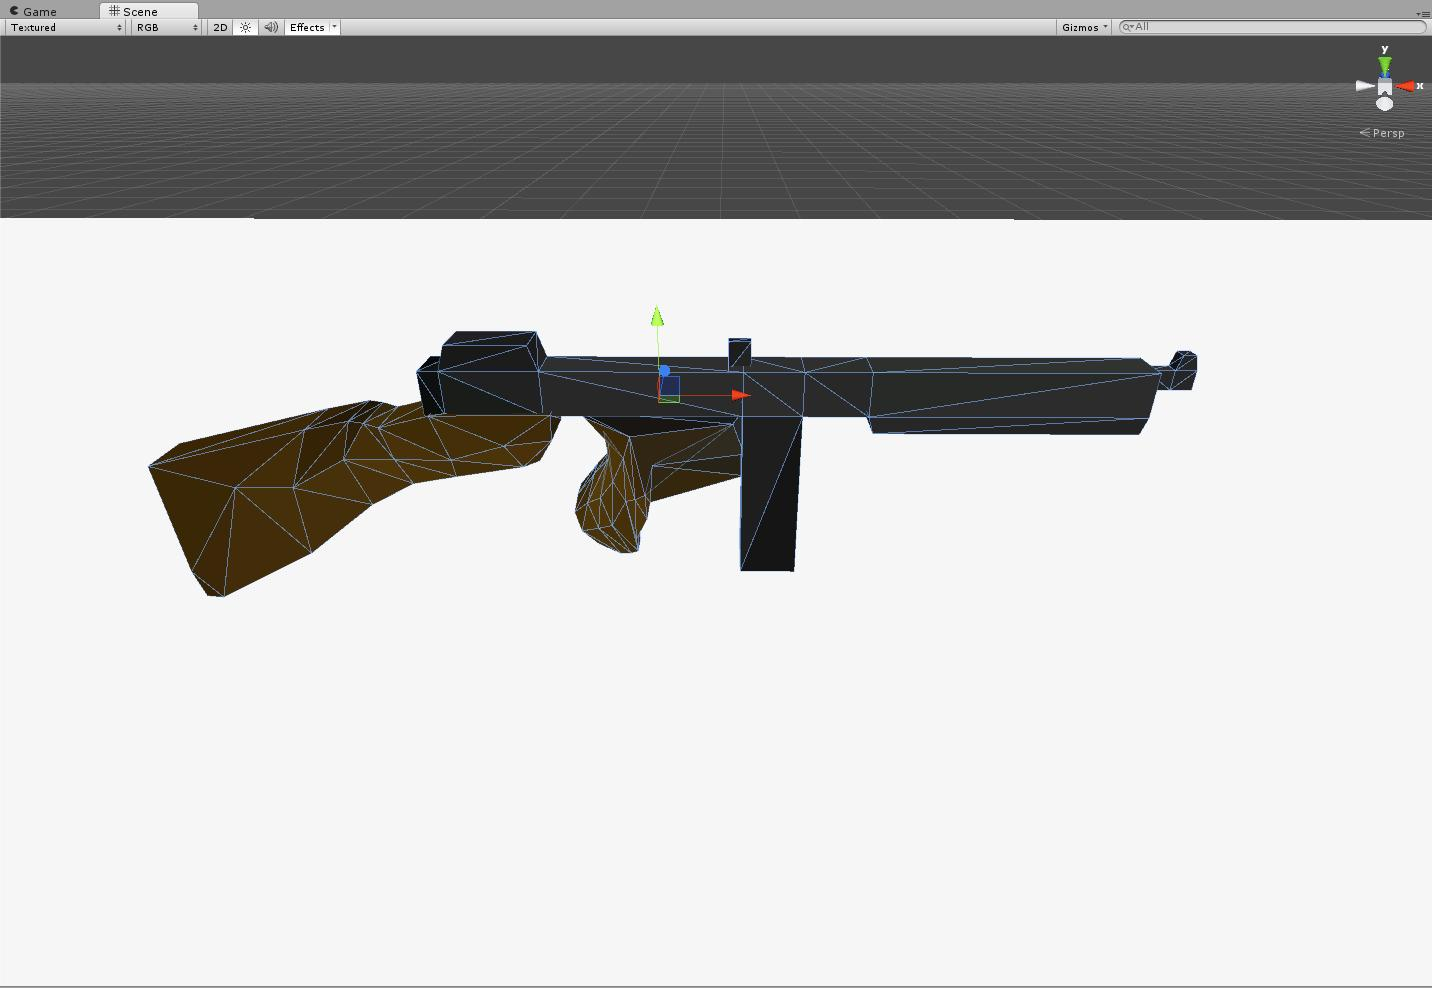 Game Scene
Textured RGB 2D Effects Gizmos All
y
x
Persp